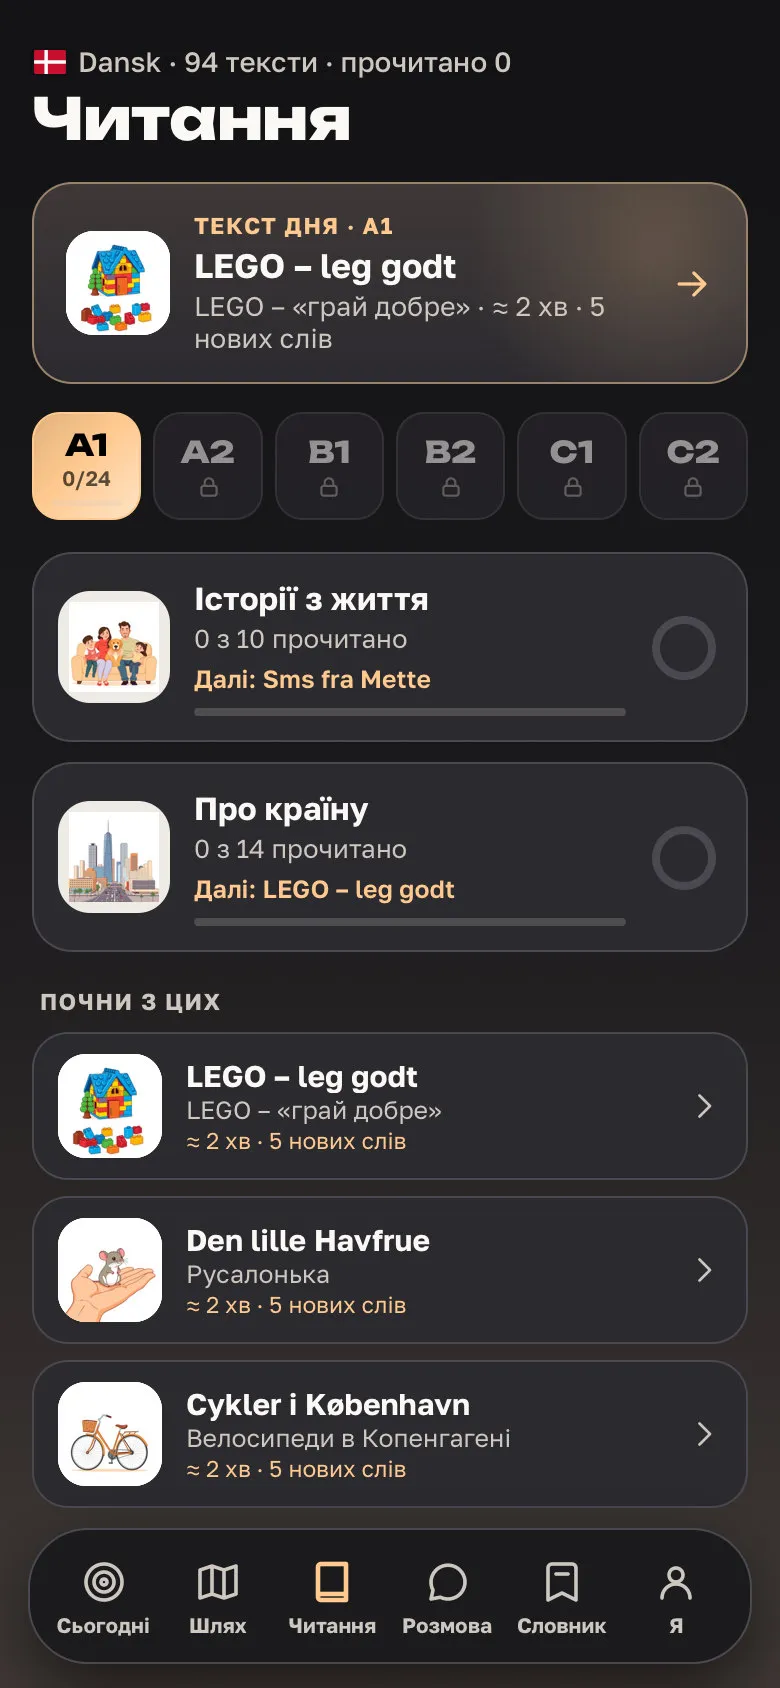 Dansk · 94 тексти · прочитано 0
Читання
ТЕКСТ ДНЯ · A1
LEGO – leg godt
LEGO – «грай добре» · ≈ 2 хв · 5
нових слів
A1
0/24
A2
B1
B2
C1
C2
Історії з життя
0 з 10 прочитано
Далі: Sms fra Mette
Про країну
0 з 14 прочитано
Далі: LEGO – leg godt
ПОЧНИ З ЦИХ
LEGO – leg godt
LEGO – «грай добре»
≈ 2 хв · 5 нових слів
Den lille Havfrue
Русалонька
≈ 2 хв · 5 нових слів
Cykler i København
Велосипеди в Копенгагені
≈ 2 хв · 5 нових слів
Сьогодні
Шлях
Читання
Розмова
Словник
Я